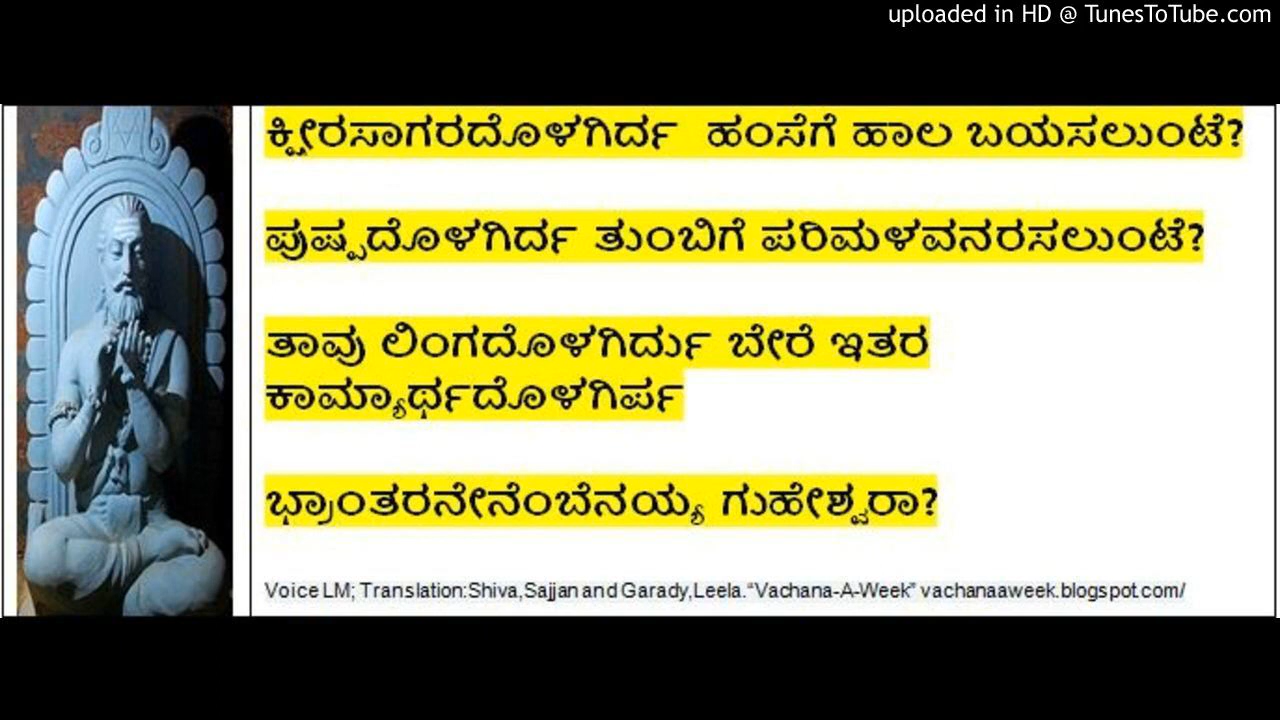 uploaded in HD @ TunesToTube.com
ಕ್ಷೀರಸಾಗರದೊಳಗಿರ್ದ ಹಂಸೆಗೆ ಹಾಲ ಬಯಸಲುಂಟೆ?
ಪುಷ್ಪದೊಳಗಿರ್ದ ತುಂಬಿಗೆ ಪರಿಮಳವನರಸಲುಂಟೆ?
ತಾವು ಲಿಂಗದೊಳಗಿರ್ದು ಬೇರೆ ಇತರ
ಕಾಮ್ಯಾರ್ಥದೊಳಗಿರ್ಪ
ಭ್ರಾಂತರನೇನೆಂಬೆನಯ್ಯ ಗುಹೇಶ್ವರಾ?
Voice LM; Translation:Shiva,Sajjan and Garady,Leela.“Vachana-A-Week” vachanaaweek.blogspot.com/